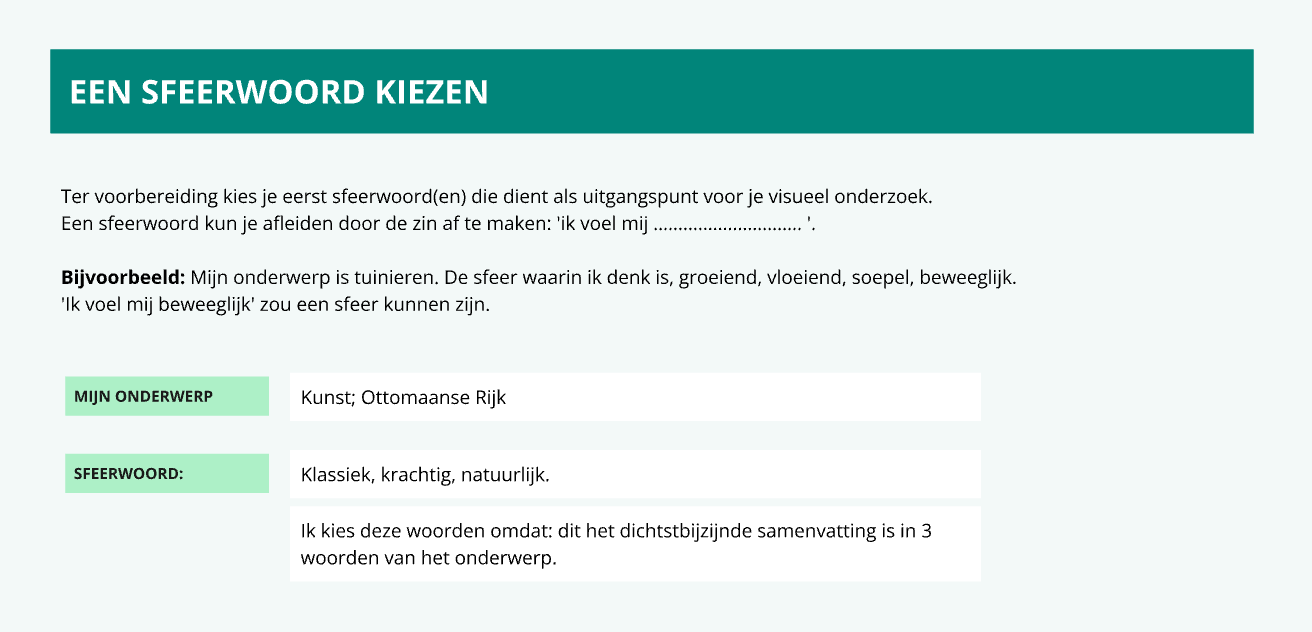 EEN SFEERWOORD KIEZEN
Ter voorbereiding kies je eerst sfeerwoord(en) die dient als uitgangspunt voor je visueel onderzoek.
Een sfeerwoord kun je afleiden door de zin af te maken: 'ik voel mij .............................. '.
Bijvoorbeeld: Mijn onderwerp is tuinieren. De sfeer waarin ik denk is, groeiend, vloeiend, soepel, beweeglijk.
'Ik voel mij beweeglijk' zou een sfeer kunnen zijn.
MIJN ONDERWERP
Kunst; Ottomaanse Rijk
SFEERWOORD:
Klassiek, krachtig, natuurlijk.
Ik kies deze woorden omdat: dit het dichtstbijzijnde samenvatting is in 3
woorden van het onderwerp.